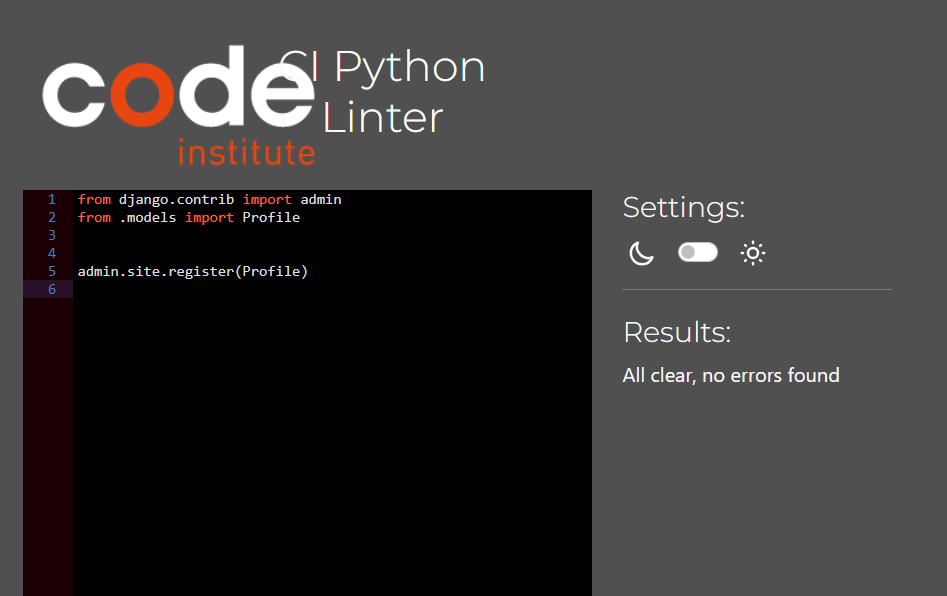 code
institute
CI Python
Linter
1 from django.contrib import admin
2 from .models import Profile
3
4
5 admin.site.register(Profile)
6
Settings:
Results:
All clear, no errors found